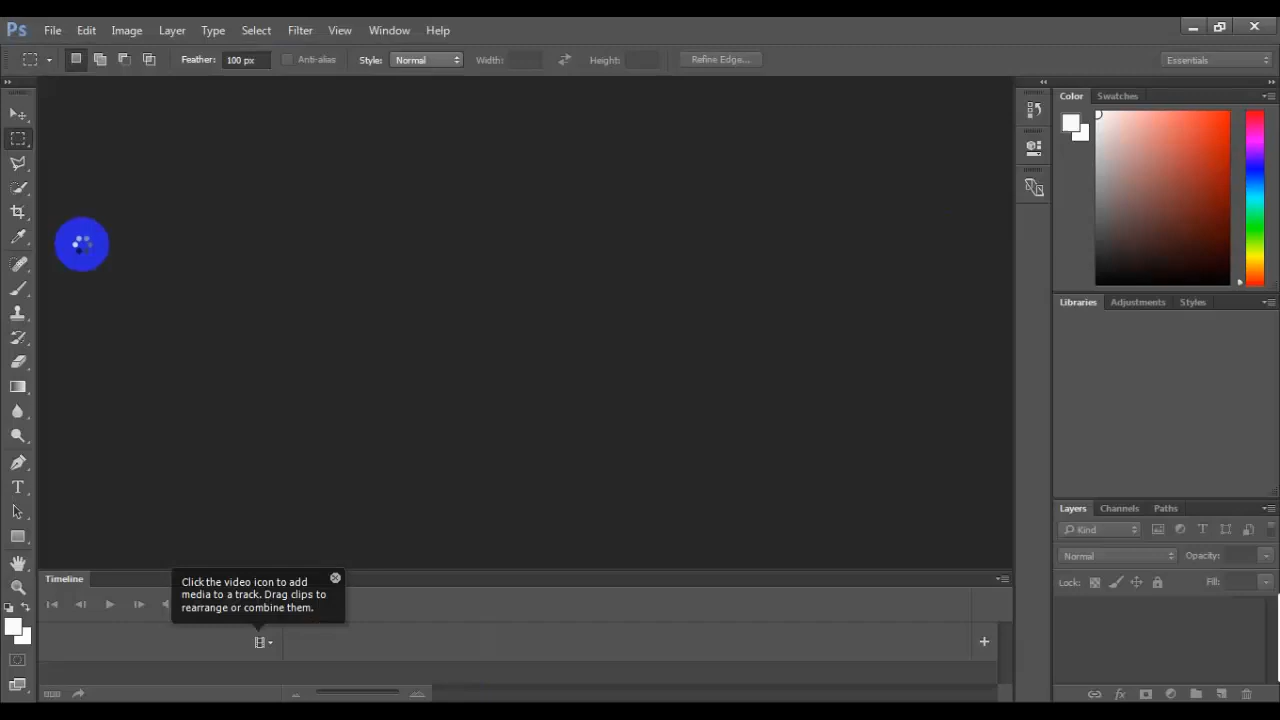 Ps File Edit Image Layer Type Select Filter View Window Help
Feather: 100 px Anti-alias Style: Normal Width: Height: Refine Edge... Essentials
Color Swatches
Libraries Adjustments Styles
Layers Channels Paths
Kind
Normal Opacity:
Lock: Fill:
Timeline
Click the video icon to add
media to a track. Drag clips to
rearrange or combine them.